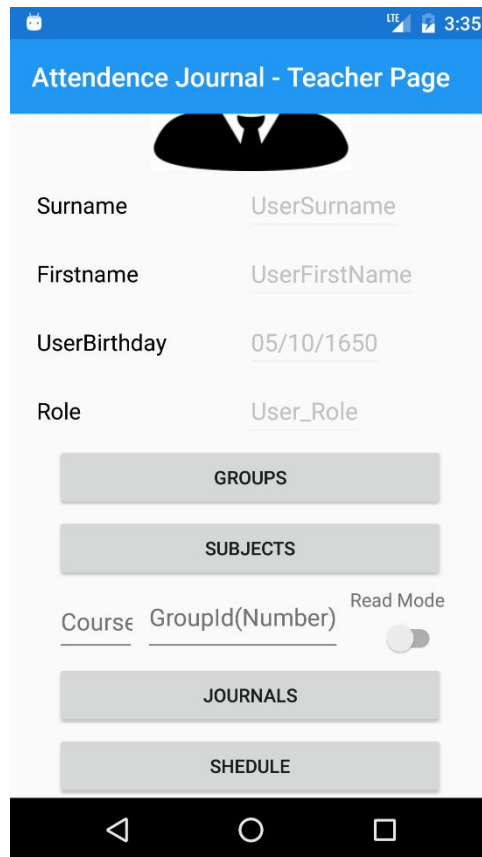 LTE 3:35
Attendence Journal - Teacher Page
Surname UserSurname
Firstname UserFirstName
UserBirthday 05/10/1650
Role User_Role
GROUPS
SUBJECTS
Read Mode
Course GroupId(Number)
JOURNALS
SHEDULE